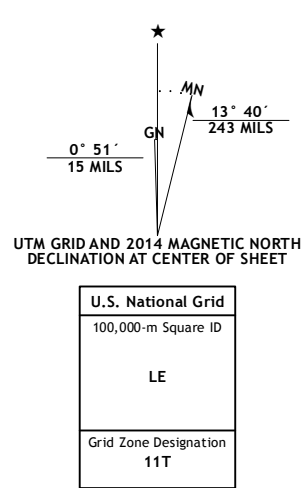 MN
GN
13° 40´
243 MILS
0° 51´
15 MILS
UTM GRID AND 2014 MAGNETIC NORTH
DECLINATION AT CENTER OF SHEET
U.S. National Grid
100,000-m Square ID
LE
Grid Zone Designation
11T